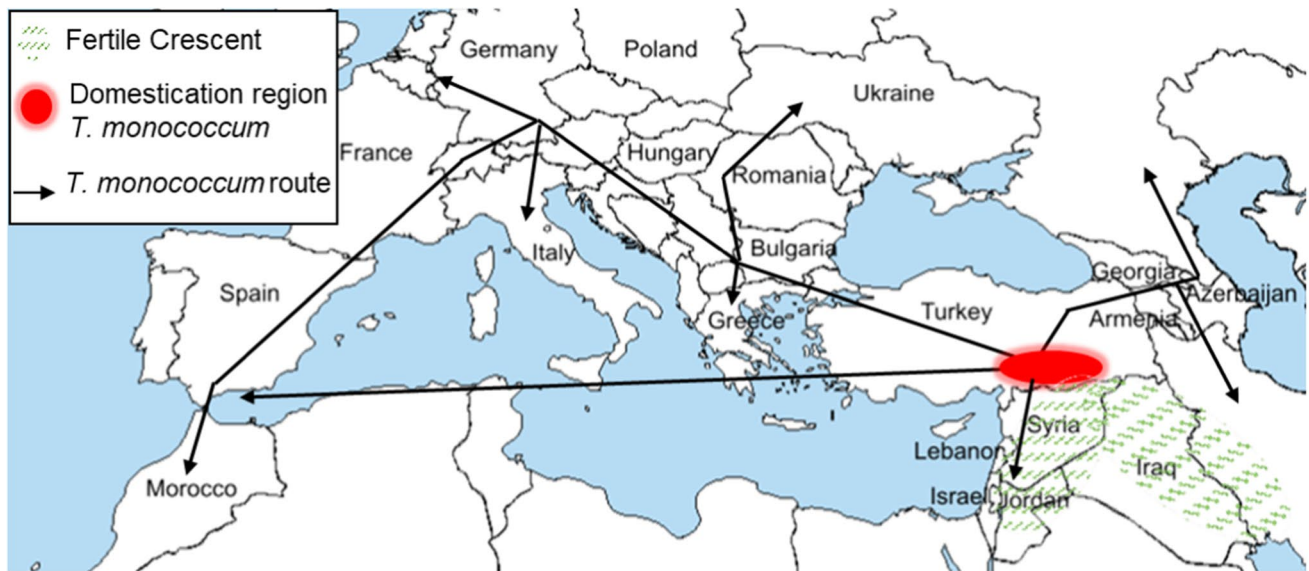 Fertile Crescent
Domestication region
T. monococcum
T. monococcum route
Germany
Poland
Ukraine
France
Hungary
Romania
Italy
Bulgaria
Spain
Georgia
Azerbaijan
Turkey
Armenia
Greece
Syria
Lebanon
Iraq
Morocco
Israel
Jordan